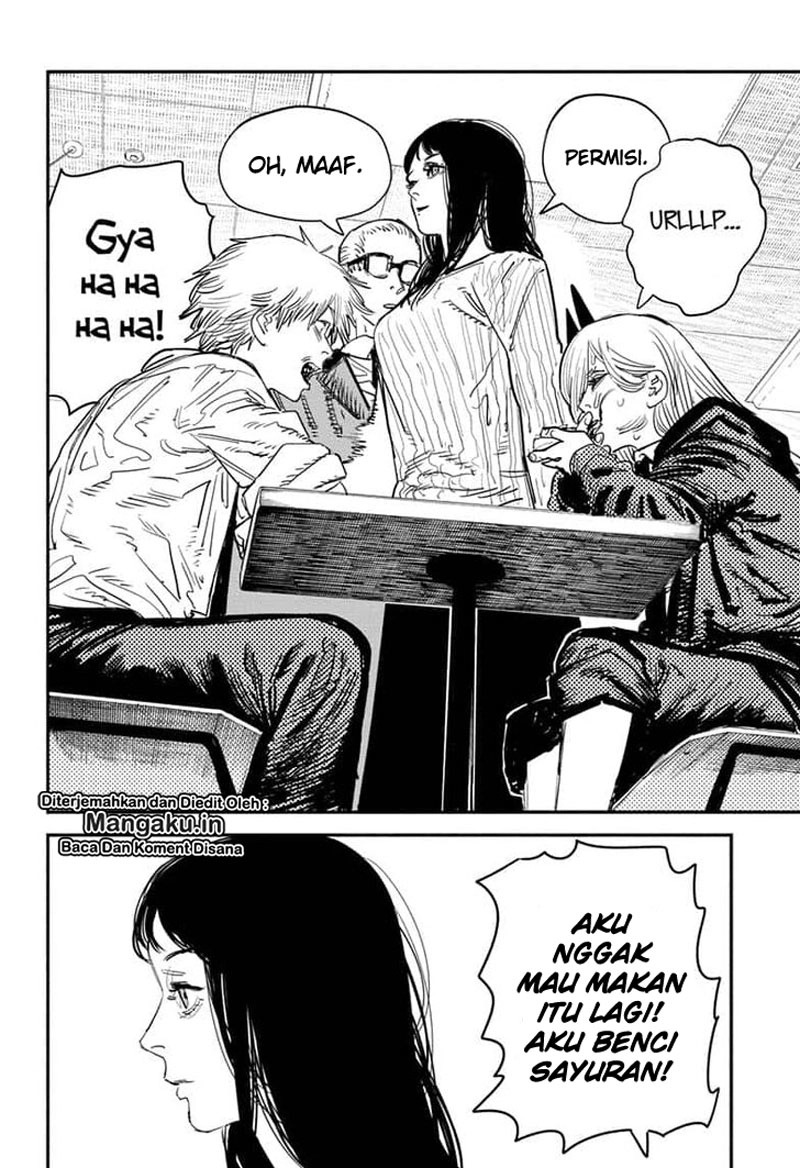 PERMISI.
URLLLP...
OH, MAAF.
Gya
HA HA
HA HA!
Diterjemahkan dan Diedit Oleh :
Mangaku.in
Baca Dan Koment Disana
AKU
NGGAK
MAU MAKAN
ITU LAGI!
AKU BENCI
SAYURAN!